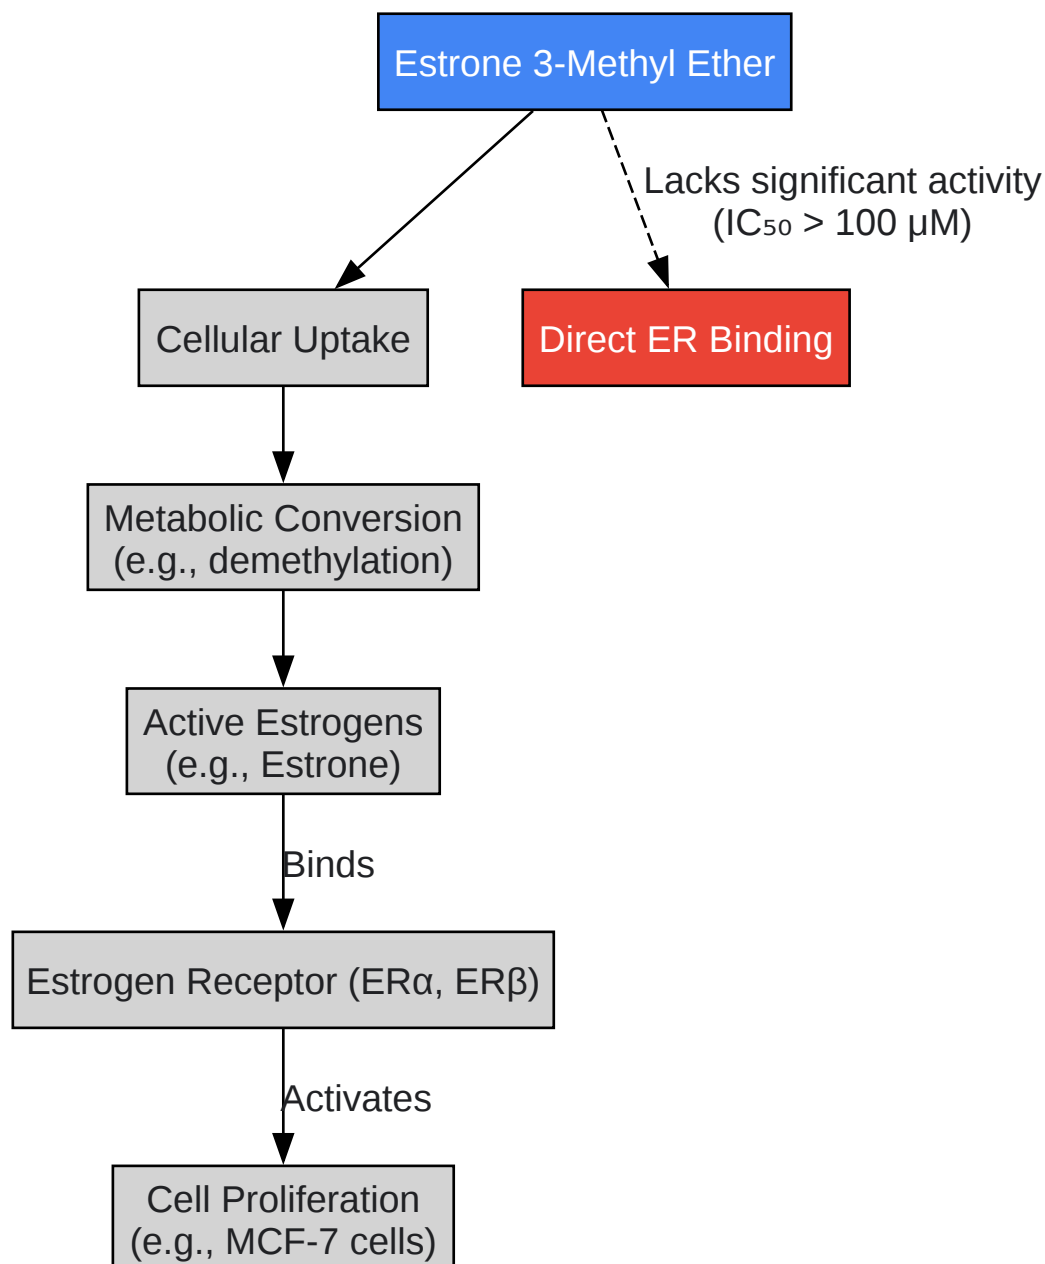 Estrone 3-Methyl Ether
Lacks significant activity
(IC₅₀ > 100 μM)
Cellular Uptake
Direct ER Binding
Metabolic Conversion
(e.g., demethylation)
Active Estrogens
(e.g., Estrone)
Binds
Estrogen Receptor (ERα, ERβ)
Activates
Cell Proliferation
(e.g., MCF-7 cells)